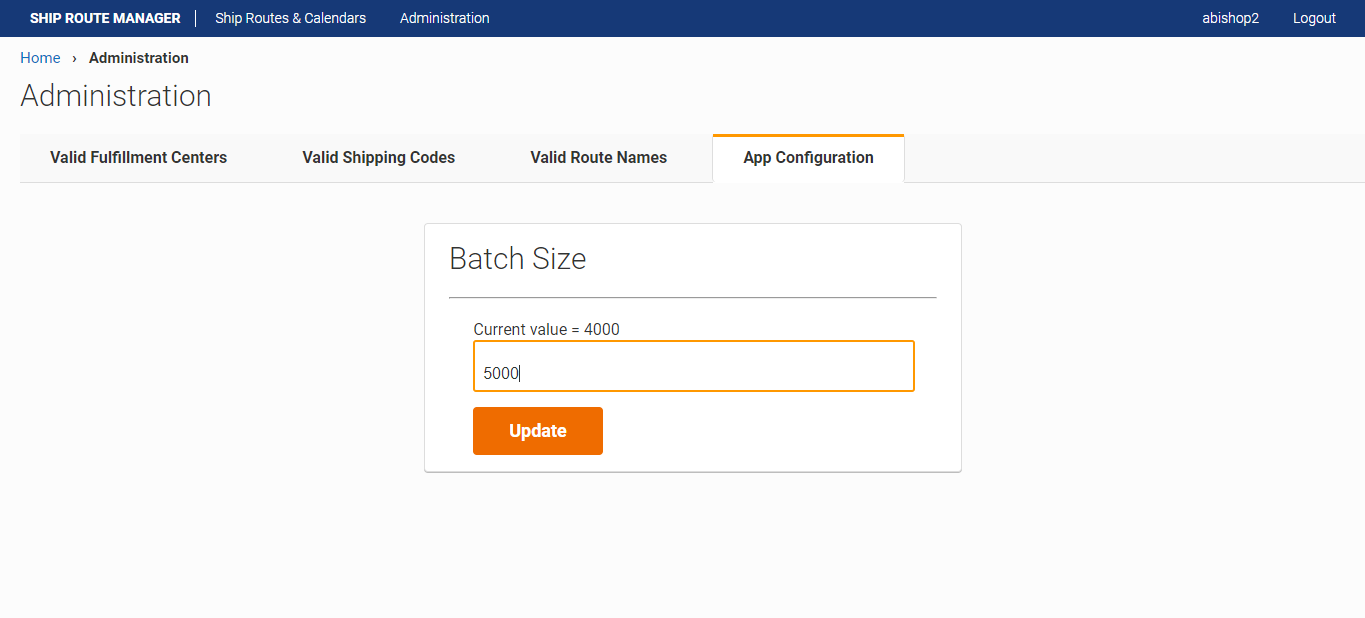 SHIP ROUTE MANAGER Ship Routes & Calendars Administration abishop2 Logout
Home › Administration
Administration
Valid Fulfillment Centers Valid Shipping Codes Valid Route Names App Configuration
Batch Size
Current value = 4000
5000
Update